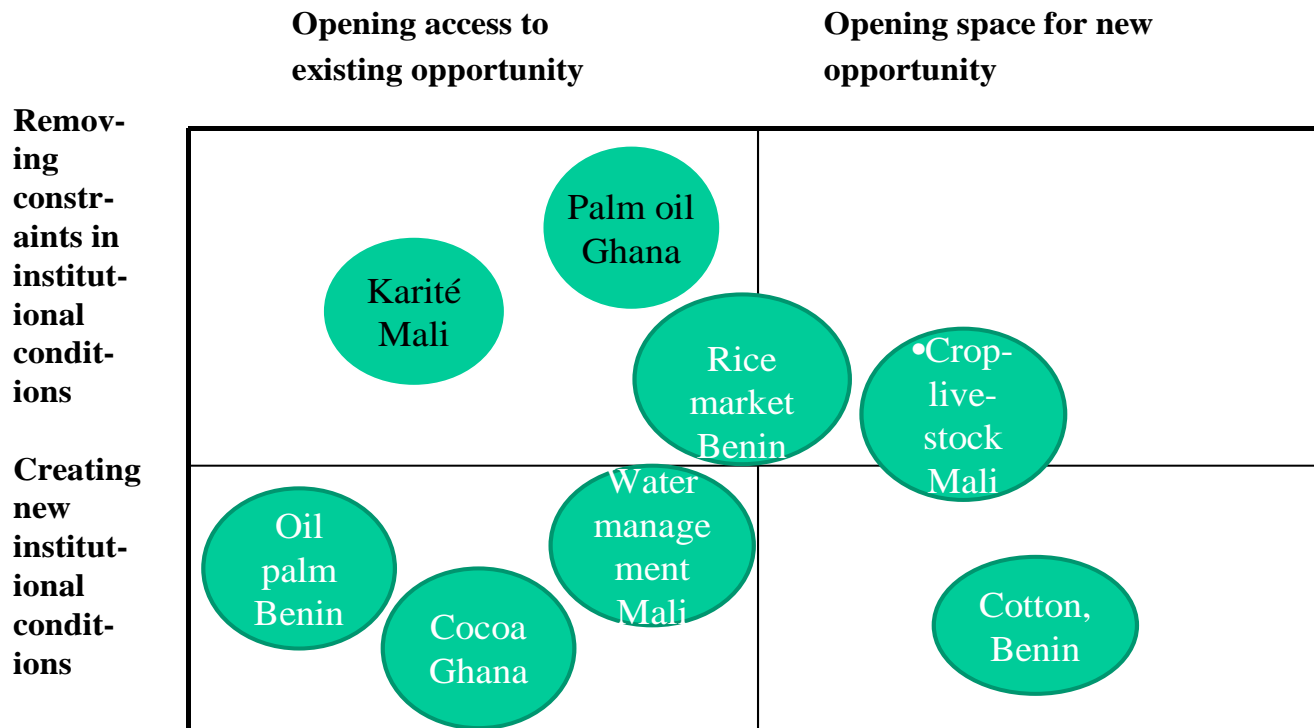 Opening access to
existing opportunity
Opening space for new
opportunity
Remov-
ing
constr-
aints in
institut-
ional
condit-
ions
Palm oil
Ghana
Karité
Mali
Rice
market
Benin
•Crop-
live-
stock
Mali
Creating
new
institut-
ional
condit-
ions
Oil
palm
Benin
Cocoa
Ghana
Water
manage
ment
Mali
Cotton,
Benin